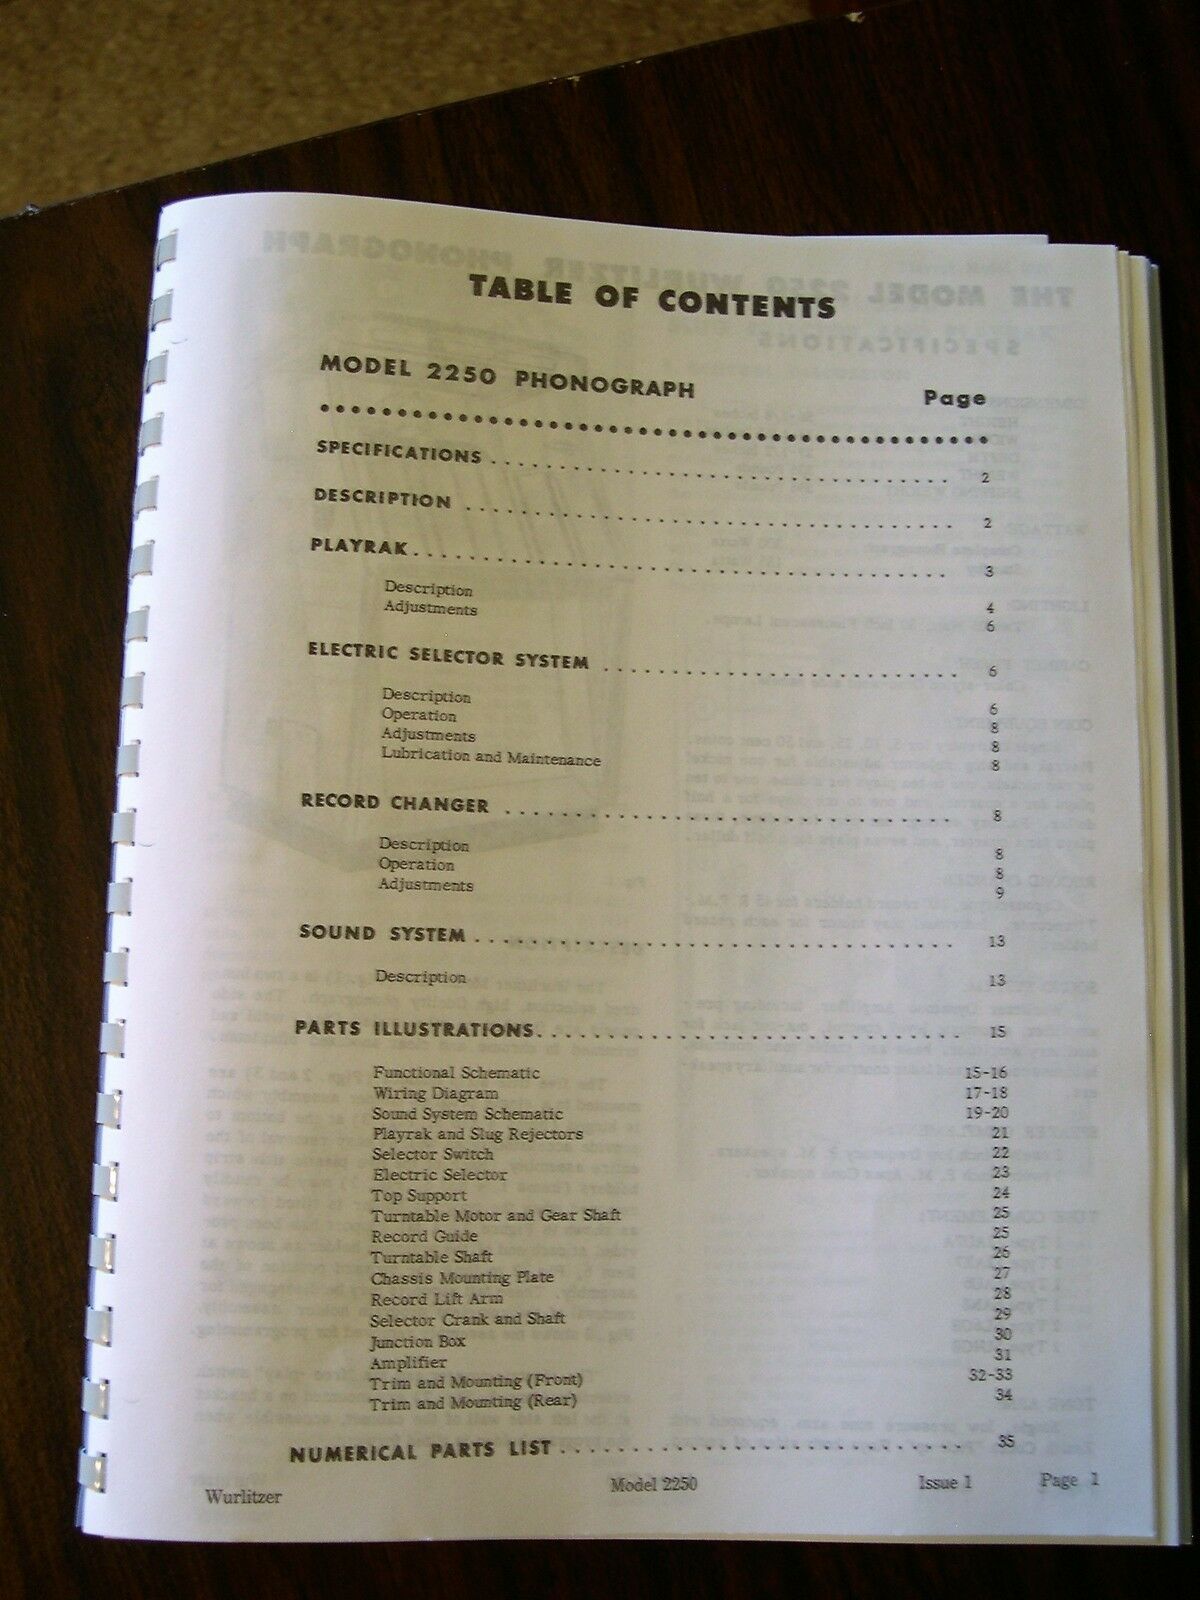 TABLE OF CONTENTS
MODEL 2250 PHONOGRAPH Page
SPECIFICATIONS . . . . . . . . . . . . . . . . . . . . 2
DESCRIPTION . . . . . . . . . . . . . . . . . . . . 2
PLAYRAK . . . . . . . . . . . . . . . . . . . . 3
Description 4
Adjustments 6
ELECTRIC SELECTOR SYSTEM . . . . . . . . . . . . . . . . . . . . 6
Description 6
Operation 8
Adjustments 8
Lubrication and Maintenance 8
RECORD CHANGER . . . . . . . . . . . . . . . . . . . . 8
Description 8
Operation 8
Adjustments 9
SOUND SYSTEM . . . . . . . . . . . . . . . . . . . . 13
Description 13
PARTS ILLUSTRATIONS . . . . . . . . . . . . . . . . . . . . 15
Functional Schematic 15-16
Wiring Diagram 17-18
Sound System Schematic 19-20
Playrak and Slug Rejectors 21
Selector Switch 22
Electric Selector 23
Top Support 24
Turntable Motor and Gear Shaft 25
Record Guide 25
Turntable Shaft 26
Chassis Mounting Plate 27
Record Lift Arm 28
Selector Crank and Shaft 29
Junction Box 30
Amplifier 31
Trim and Mounting (Front) 32-33
Trim and Mounting (Rear) 34
NUMERICAL PARTS LIST . . . . . . . . . . . . . . . . . . . . 35
Wurlitzer Model 2250 Issue 1 Page 1